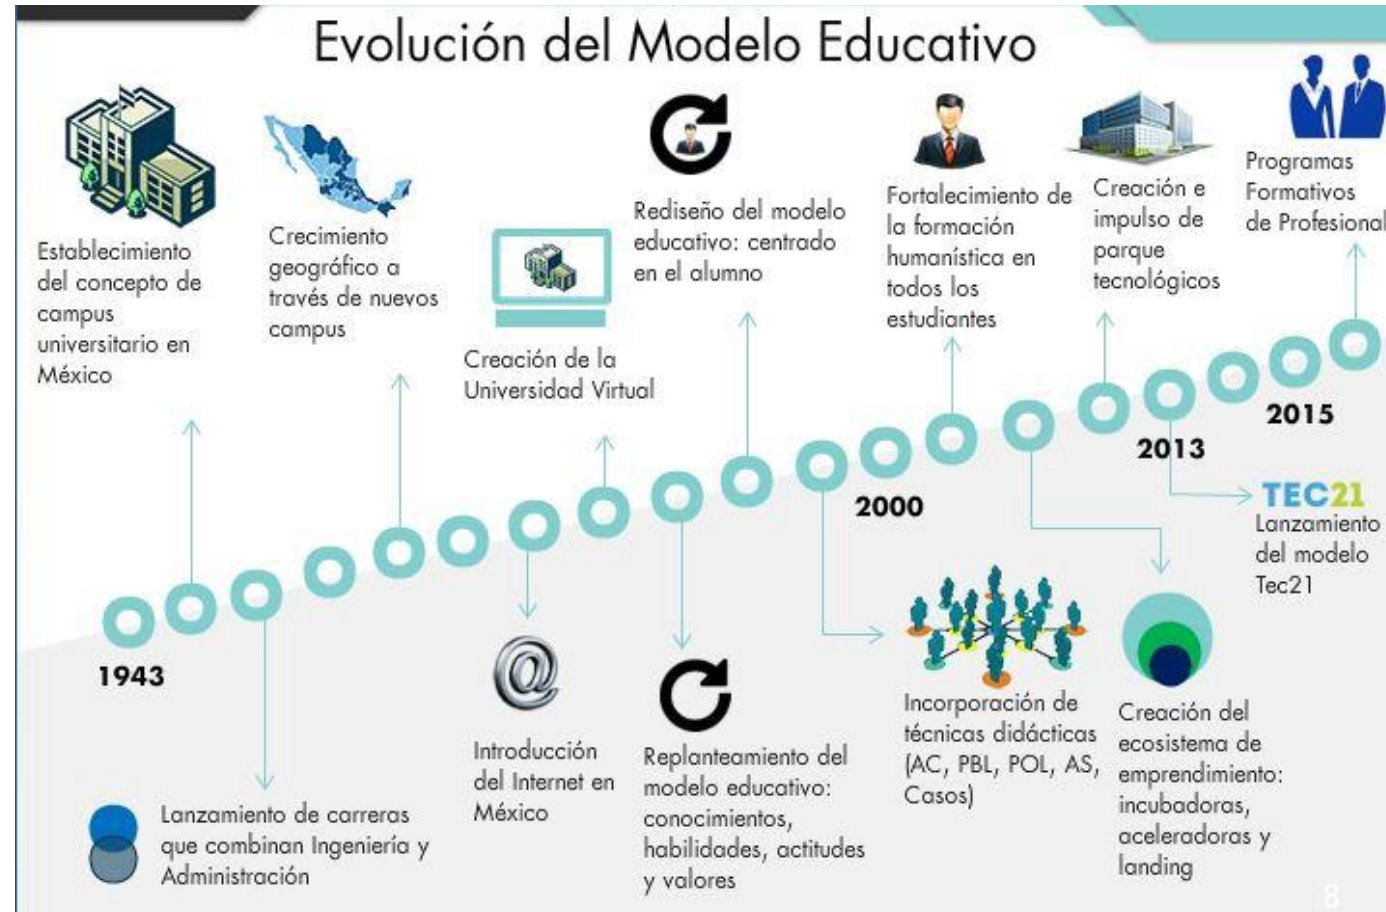 Evolución del Modelo Educativo
Establecimiento
del concepto de
campus
universitario en
México
Crecimiento
geográfico a
través de nuevos
campus
Creación de la
Universidad Virtual
Rediseño del modelo
educativo: centrado
en el alumno
Fortalecimiento de
la formación
humanística en
todos los
estudiantes
Creación e
impulso de
parque
tecnológicos
Programas
Formativos
de Profesional
1943
2000
2013
2015
Lanzamiento de carreras
que combinan Ingeniería y
Administración
@
Introducción
del Internet en
México
Replanteamiento del
modelo educativo:
conocimientos,
habilidades, actitudes
y valores
Incorporación de
técnicas didácticas
(AC, PBL, POL, AS,
Casos)
Creación del
ecosistema de
emprendimiento:
incubadoras,
aceleradoras y
landing
TEC21
Lanzamiento
del modelo
Tec21
8